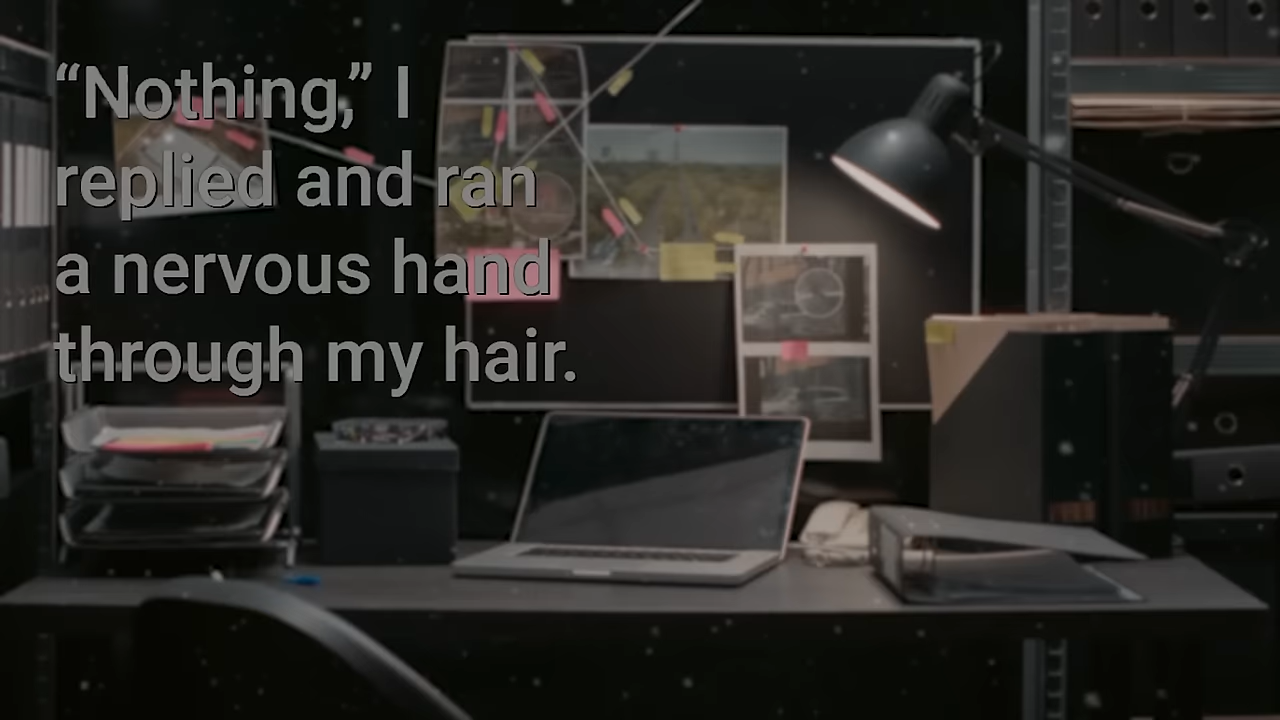 “Nothing,” I
replied and ran
a nervous hand
through my hair.